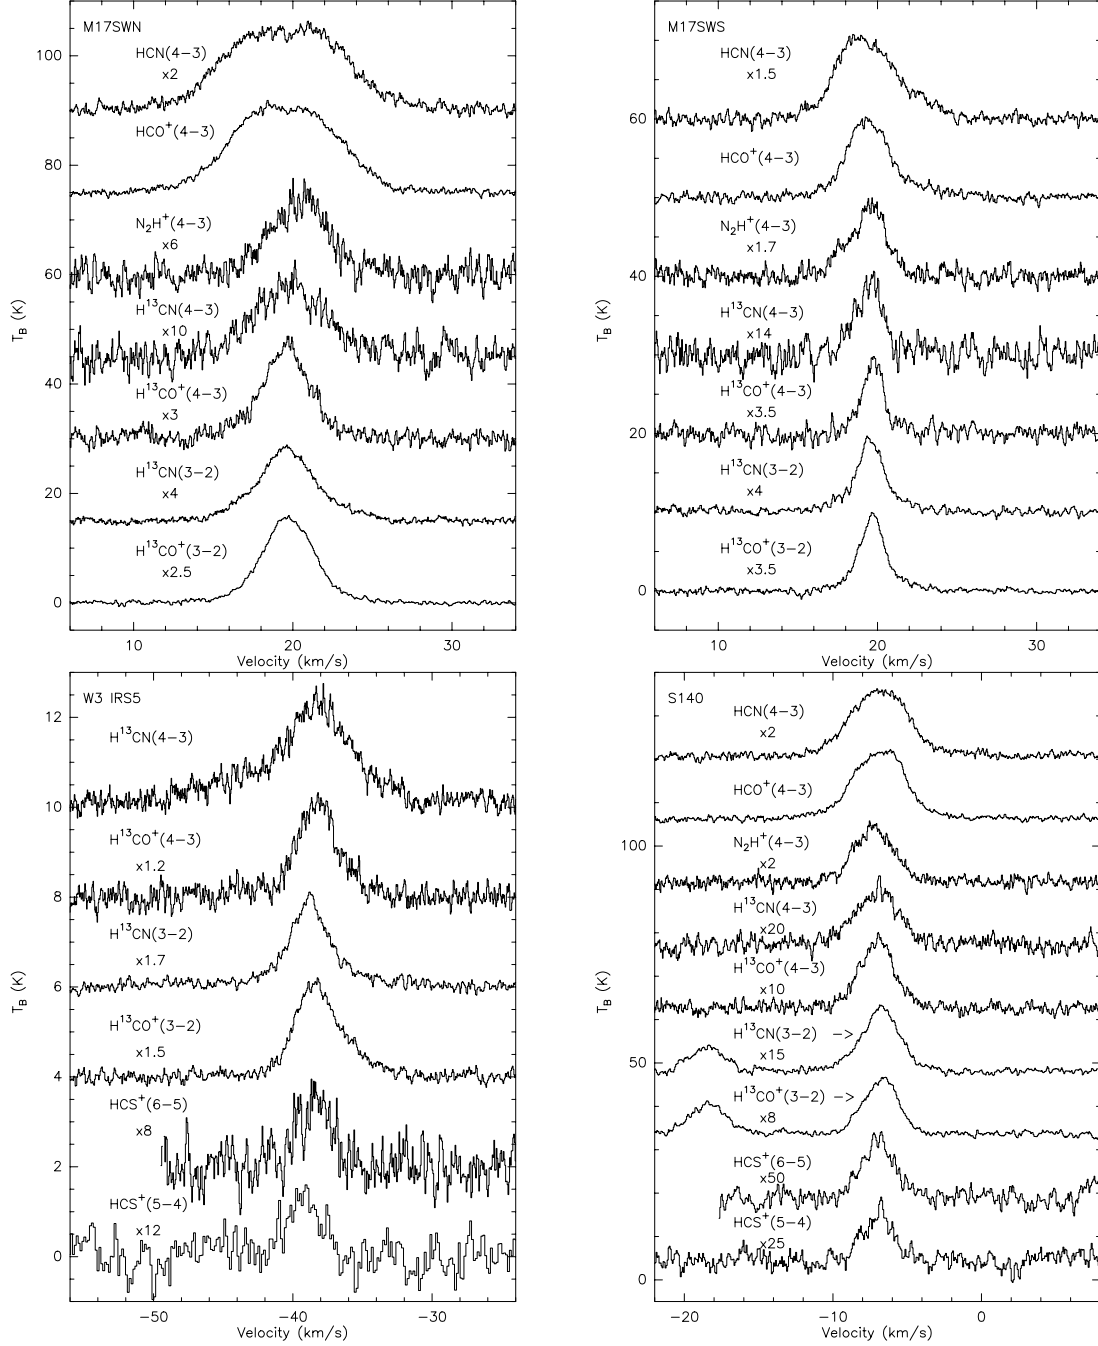 M17SWN
HCN(4−3)
x2
HCO⁺(4−3)
N₂H⁺(4−3)
x6
H¹³CN(4−3)
x10
H¹³CO⁺(4−3)
x3
H¹³CN(3−2)
x4
H¹³CO⁺(3−2)
x2.5
100
80
60
40
20
0
T_B (K)
10 20 30
Velocity (km/s)
M17SWS
HCN(4−3)
x1.5
HCO⁺(4−3)
N₂H⁺(4−3)
x1.7
H¹³CN(4−3)
x14
H¹³CO⁺(4−3)
x3.5
H¹³CN(3−2)
x4
H¹³CO⁺(3−2)
x3.5
60
40
20
0
T_B (K)
10 20 30
Velocity (km/s)
W3 IRS5
H¹³CN(4−3)
H¹³CO⁺(4−3)
x1.2
H¹³CN(3−2)
x1.7
H¹³CO⁺(3−2)
x1.5
HCS⁺(6−5)
x8
HCS⁺(5−4)
x12
12
10
8
6
4
2
0
T_B (K)
−50 −40 −30
Velocity (km/s)
S140
HCN(4−3)
x2
HCO⁺(4−3)
N₂H⁺(4−3)
x2
H¹³CN(4−3)
x20
H¹³CO⁺(4−3)
x10
H¹³CN(3−2) −>
x15
H¹³CO⁺(3−2) −>
x8
HCS⁺(6−5)
x50
HCS⁺(5−4)
x25
100
50
0
T_B (K)
−20 −10 0
Velocity (km/s)